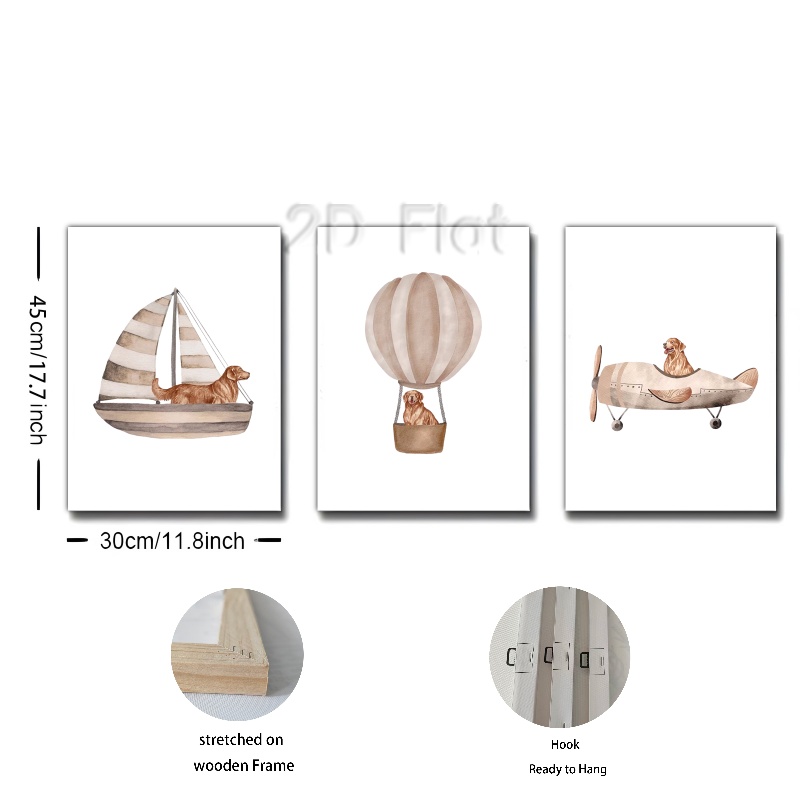 2D Flat
45cm/17.7inch
30cm/11.8inch
stretched on
wooden Frame
Hook
Ready to Hang